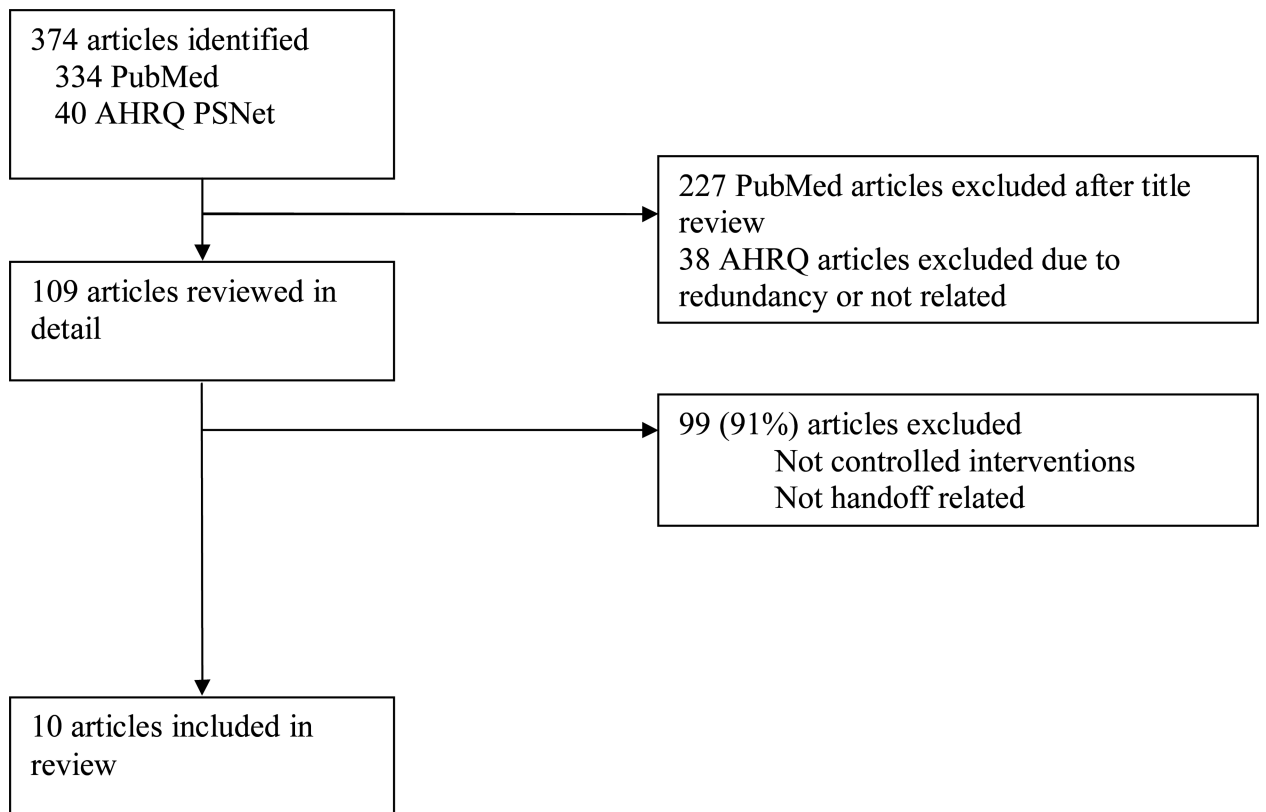 374 articles identified
334 PubMed
40 AHRQ PSNet
227 PubMed articles excluded after title
review
38 AHRQ articles excluded due to
redundancy or not related
109 articles reviewed in
detail
99 (91%) articles excluded
Not controlled interventions
Not handoff related
10 articles included in
review